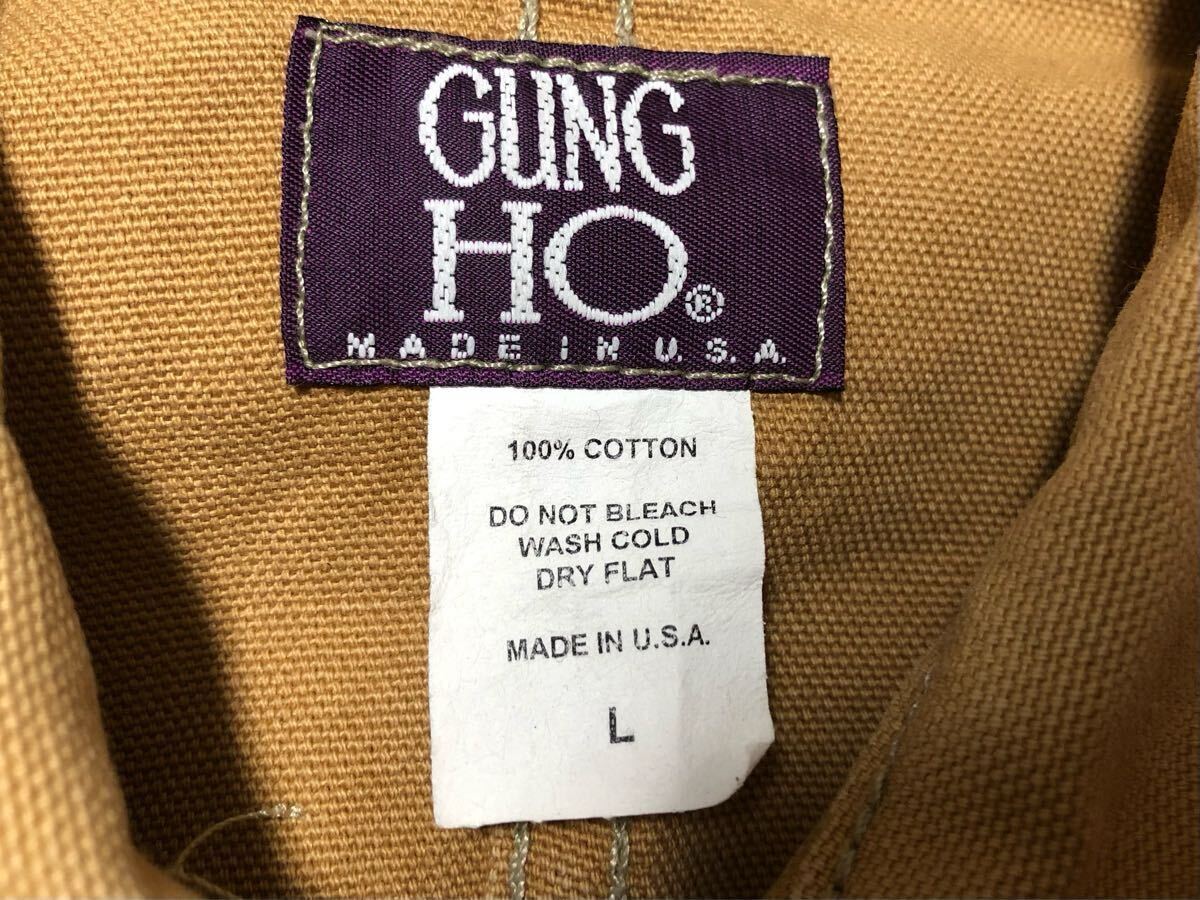 GUNG
HO®
MADE IN U.S.A.
100% COTTON
DO NOT BLEACH
WASH COLD
DRY FLAT
MADE IN U.S.A.
L